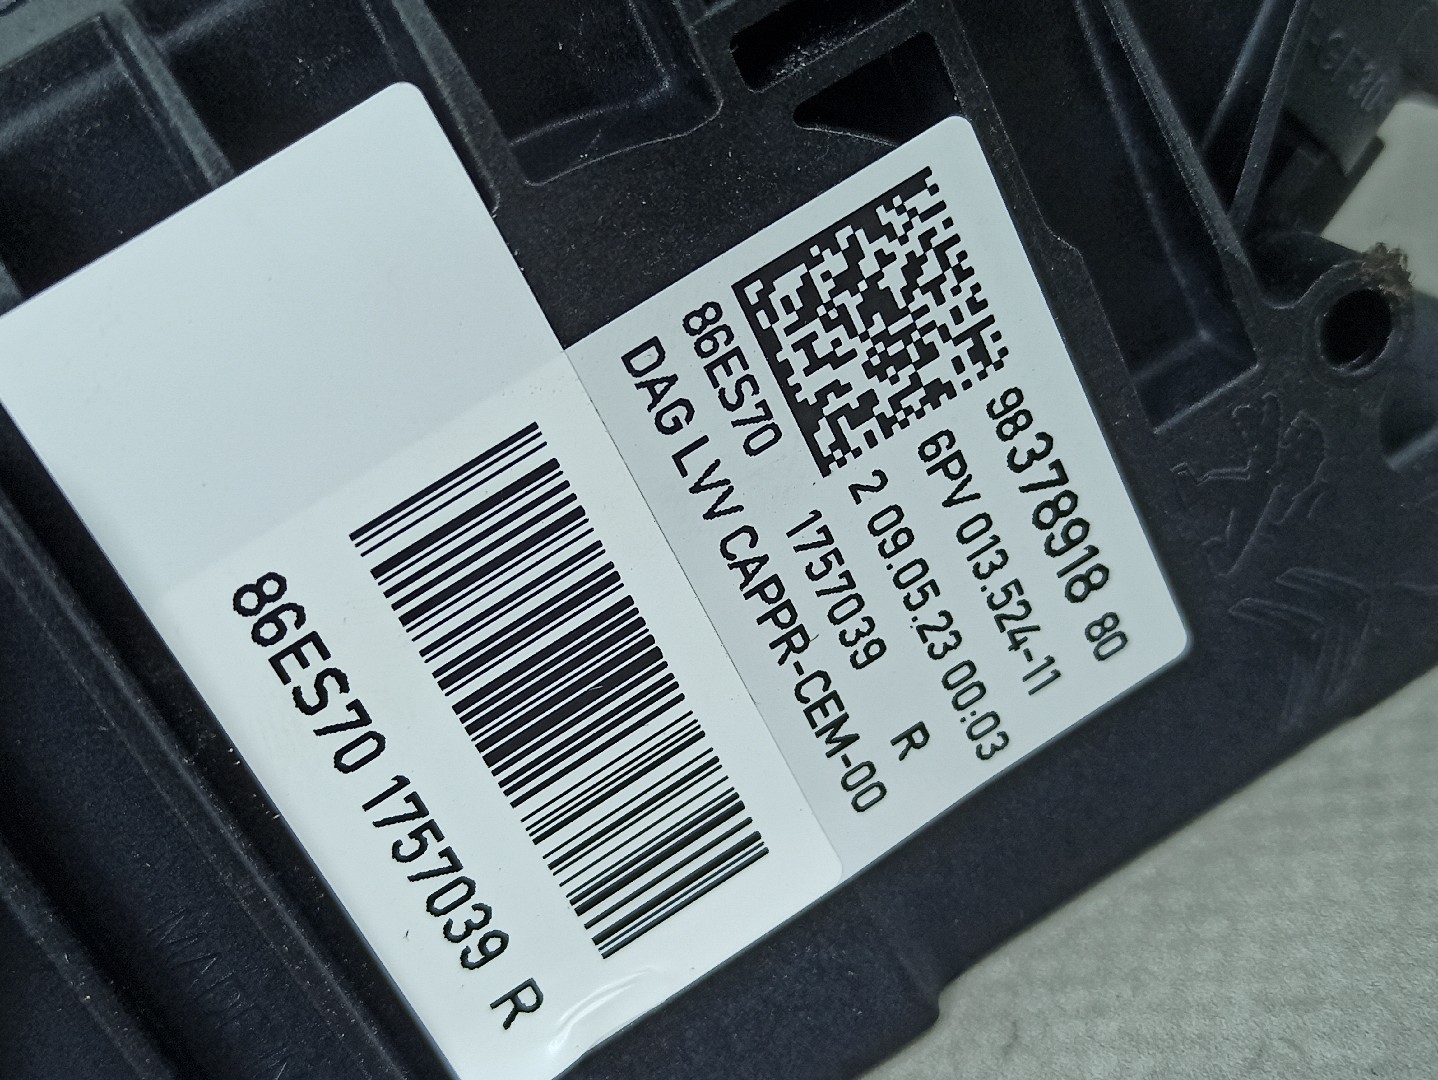 98378918 80
6PV 013.524-11
2 09.05.23 00:03
86ES70 1757039 R
DAG LVV CAPPR-CEM-00
86ES70 1757039 R